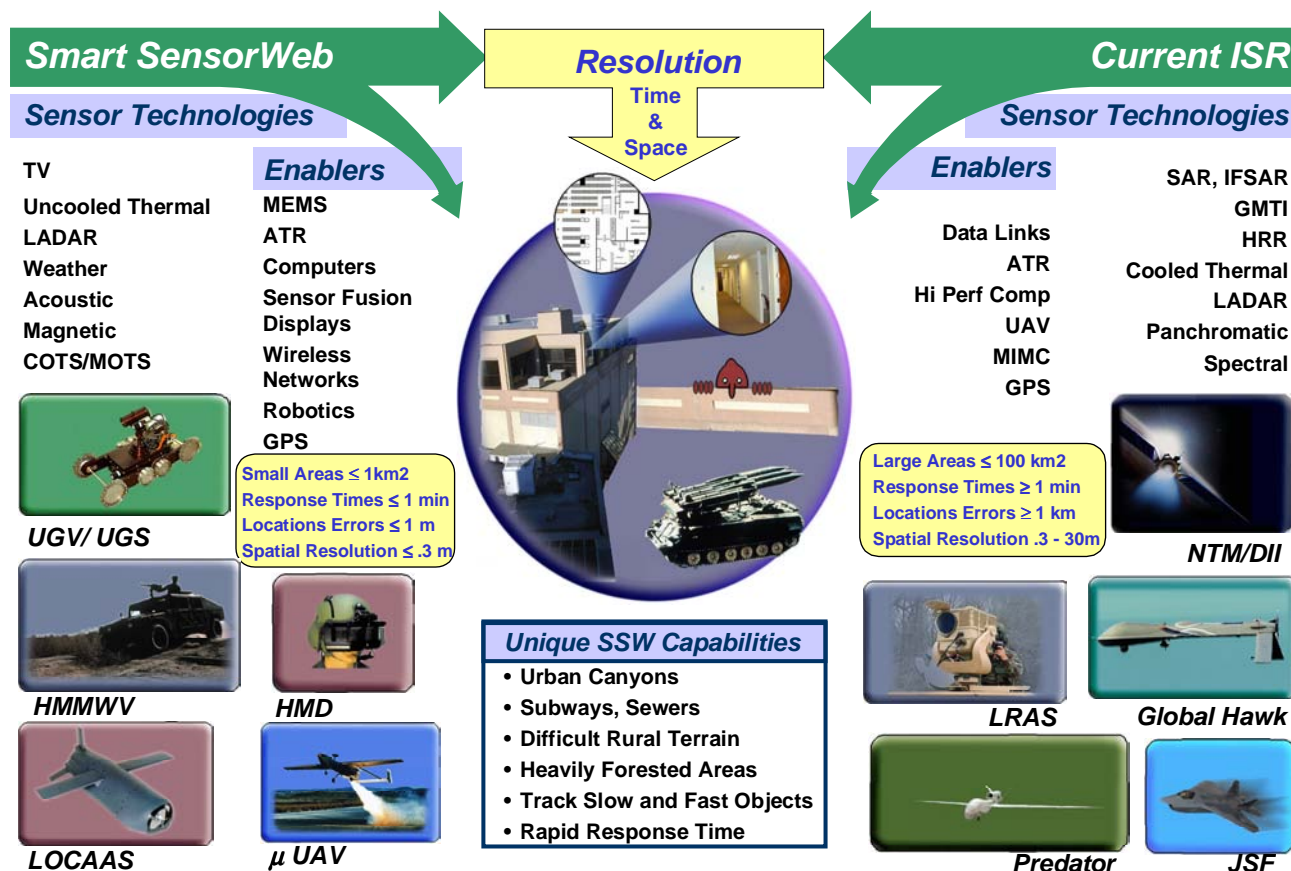 Smart SensorWeb
Sensor Technologies
TV
Uncooled Thermal
LADAR
Weather
Acoustic
Magnetic
COTS/MOTS
Enablers
MEMS
ATR
Computers
Sensor Fusion
Displays
Wireless
Networks
Robotics
GPS
Small Areas ≤ 1km2
Response Times ≤ 1 min
Locations Errors ≤ 1 m
Spatial Resolution ≤ .3 m
UGV/ UGS
HMMWV
HMD
LOCAAS
μ UAV
Resolution
Time
&
Space
Unique SSW Capabilities
• Urban Canyons
• Subways, Sewers
• Difficult Rural Terrain
• Heavily Forested Areas
• Track Slow and Fast Objects
• Rapid Response Time
Current ISR
Sensor Technologies
Enablers
Data Links
ATR
Hi Perf Comp
UAV
MIMC
GPS
SAR, IFSAR
GMTI
HRR
Cooled Thermal
LADAR
Panchromatic
Spectral
Large Areas ≤ 100 km2
Response Times ≥ 1 min
Locations Errors ≥ 1 km
Spatial Resolution .3 - 30m
NTM/DII
LRAS
Global Hawk
Predator
JSF